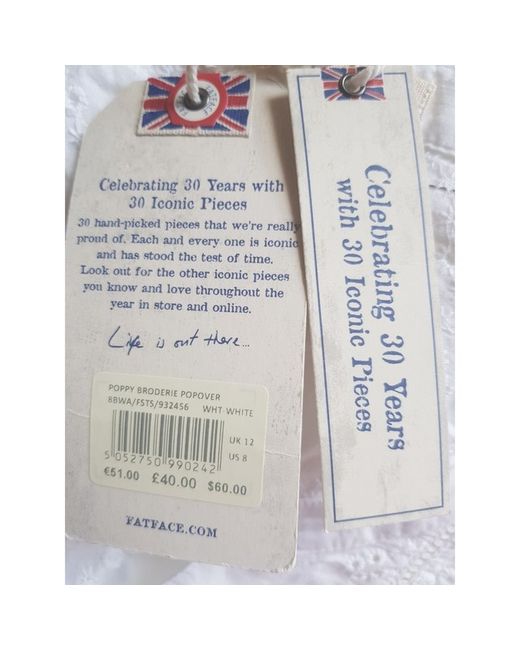 FATFACE
Celebrating 30 Years with
30 Iconic Pieces
30 hand-picked pieces that we're really
proud of. Each and every one is iconic
and has stood the test of time.
Look out for the other iconic pieces
you know and love throughout the
year in store and online.
Life is out there...
POPPY BRODERIE POPOVER
8BWA/FSTS/932456 WHT WHITE
UK 12
US 8
5 052750 990242
€51.00 £40.00 $60.00
FATFACE.COM
Celebrating 30 Years
with 30 Iconic Pieces